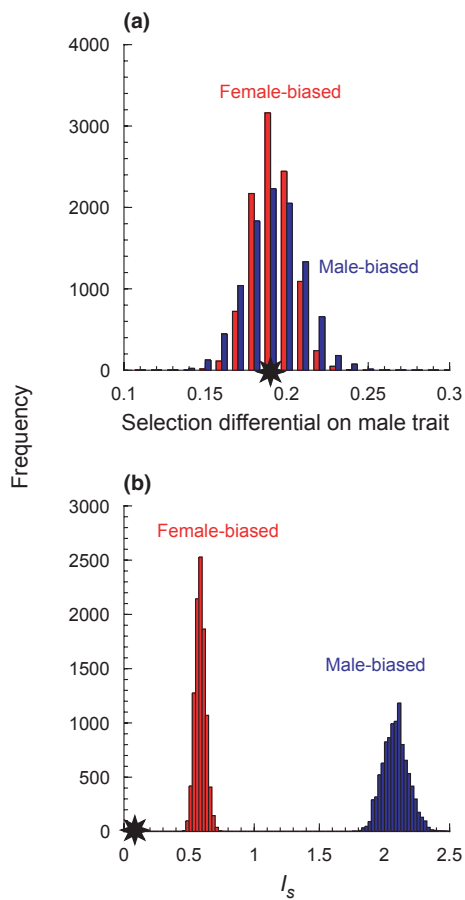 (a)
4000
Female-biased
3000
2000
Male-biased
1000
0
0.1 0.15 0.2 0.25 0.3
Selection differential on male trait
Frequency
(b)
3000
Female-biased
2500
2000
Male-biased
1500
1000
500
0
0 0.5 1 1.5 2 2.5
Is